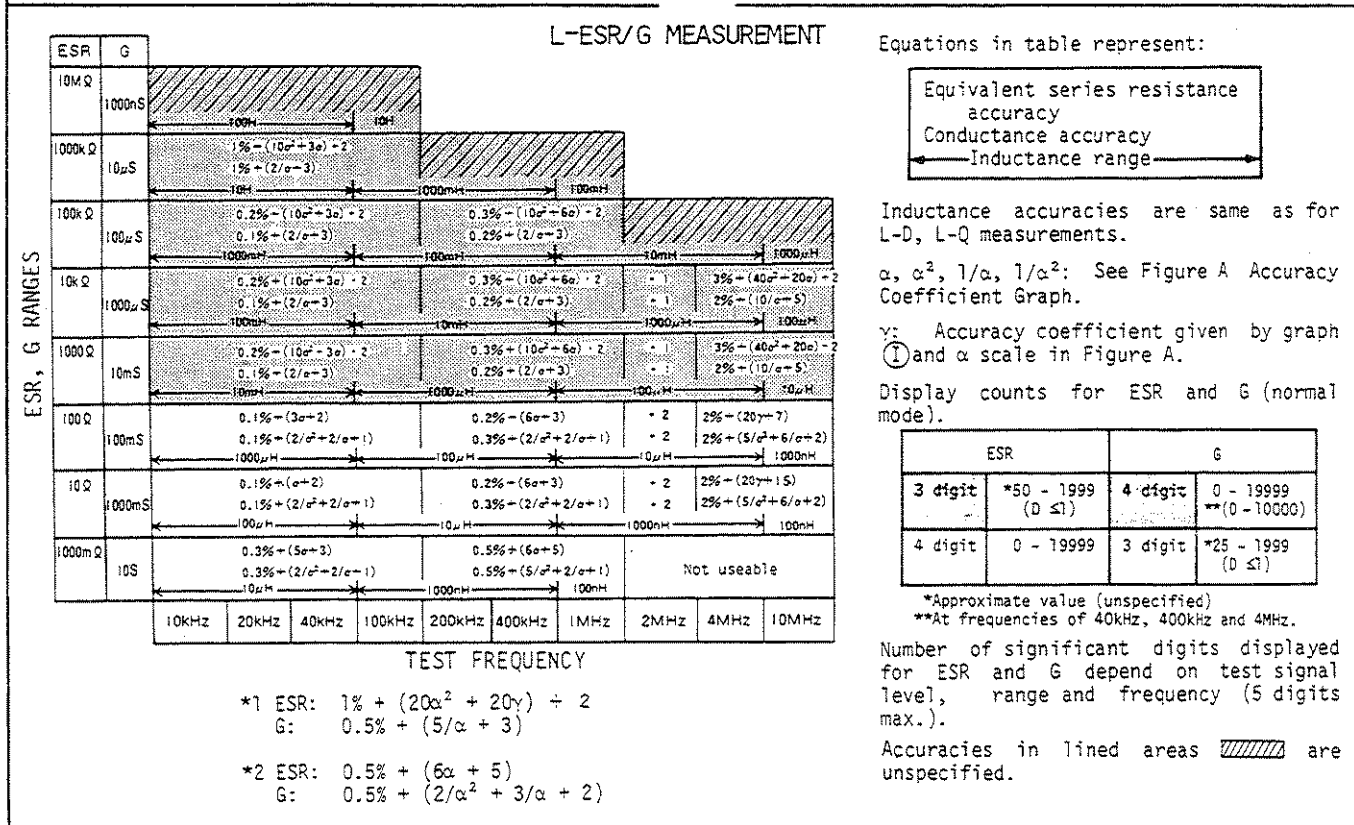 L-ESR/G MEASUREMENT
ESR G
10MΩ 1000nS
100H 10H
1000kΩ 10μS
1% + (10α² + 3α) ÷ 2
1% + (2/α + 3)
10H 1000mH 100mH
100kΩ 100μS
0.2% + (10α² + 3α) ÷ 2 0.3% + (10α² + 6α) ÷ 2
0.1% + (2/α + 3) 0.2% + (2/α + 3)
1000mH 100mH 10mH 1000μH
10kΩ 1000μS
0.2% + (10α² + 3α) ÷ 2 0.3% + (10α² + 6α) ÷ 2 * 1 3% + (40α² + 20α) ÷ 2
0.1% + (2/α + 3) 0.2% + (2/α + 3) * 1 2% + (10/α + 5)
100mH 10mH 1000μH 100μH
1000Ω 10mS
0.2% + (10α² + 3α) ÷ 2 0.3% + (10α² + 6α) ÷ 2 * 1 3% + (40α² + 20α) ÷ 2
0.1% + (2/α + 3) 0.2% + (2/α + 3) * 1 2% + (10/α + 5)
10mH 1000μH 100μH 10μH
100Ω 100mS
0.1% + (3α + 2) 0.2% + (6α + 3) * 2 2% + (20γ + 7)
0.1% + (2/α² + 2/α + 1) 0.3% + (2/α² + 2/α + 1) * 2 2% + (5/α² + 6/α + 2)
1000μH 100μH 10μH 1000nH
10Ω 1000mS
0.1% + (α + 2) 0.2% + (6α + 3) * 2 2% + (20γ + 15)
0.1% + (2/α² + 2/α + 1) 0.3% + (2/α² + 2/α + 1) * 2 2% + (5/α² + 6/α + 2)
100μH 10μH 1000nH 100nH
1000mΩ 10S
0.3% + (5α + 3) 0.5% + (6α + 5)
0.3% + (2/α² + 2/α + 1) 0.5% + (5/α² + 2/α + 1) Not useable
10μH 1000nH 100nH
10kHz 20kHz 40kHz 100kHz 200kHz 400kHz 1MHz 2MHz 4MHz 10MHz
ESR, G RANGES
TEST FREQUENCY
*1 ESR: 1% + (20α² + 20γ) ÷ 2
G: 0.5% + (5/α + 3)
*2 ESR: 0.5% + (6α + 5)
G: 0.5% + (2/α² + 3/α + 2)
Equations in table represent:
Equivalent series resistance
accuracy
Conductance accuracy
Inductance range
Inductance accuracies are same as for
L-D, L-Q measurements.
α, α², 1/α, 1/α²: See Figure A Accuracy
Coefficient Graph.
γ: Accuracy coefficient given by graph
Ⓘ and α scale in Figure A.
Display counts for ESR and G (normal
mode).
ESR G
3 digit *50 - 1999 4 digit 0 - 19999
(D ≤1) **(0 - 10000)
4 digit 0 - 19999 3 digit *25 - 1999
(D ≤1)
*Approximate value (unspecified)
**At frequencies of 40kHz, 400kHz and 4MHz.
Number of significant digits displayed
for ESR and G depend on test signal
level, range and frequency (5 digits
max.).
Accuracies in lined areas are
unspecified.